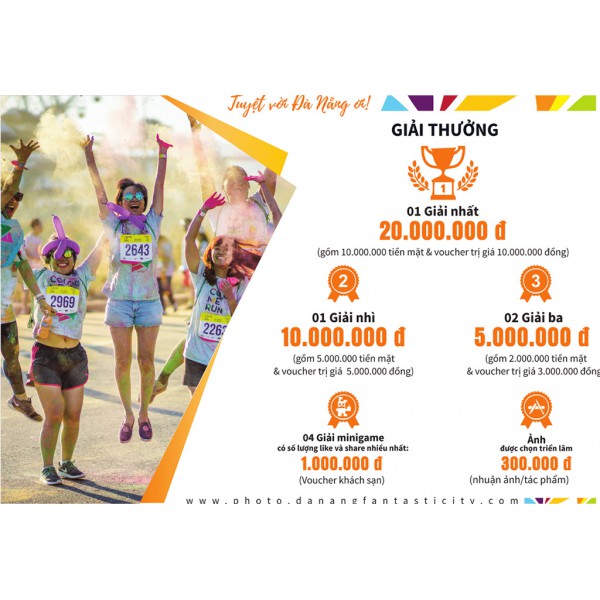 Tuyệt vời Đà Nẵng ơi!
GIẢI THƯỞNG
1
01 Giải nhất
20.000.000 đ
(gồm 10.000.000 tiền mặt & voucher trị giá 10.000.000 đồng)
2
01 Giải nhì
10.000.000 đ
(gồm 5.000.000 tiền mặt
& voucher trị giá 5.000.000 đồng)
3
02 Giải ba
5.000.000 đ
(gồm 2.000.000 tiền mặt
& voucher trị giá 3.000.000 đồng)
04 Giải minigame
có số lượng like và share nhiều nhất:
1.000.000 đ
(Voucher khách sạn)
Ảnh
được chọn triển lãm
300.000 đ
(nhuận ảnh/tác phẩm)
www.photo.danangfantasticity.com
2643
2969
2263
COLOR
ME
RUN